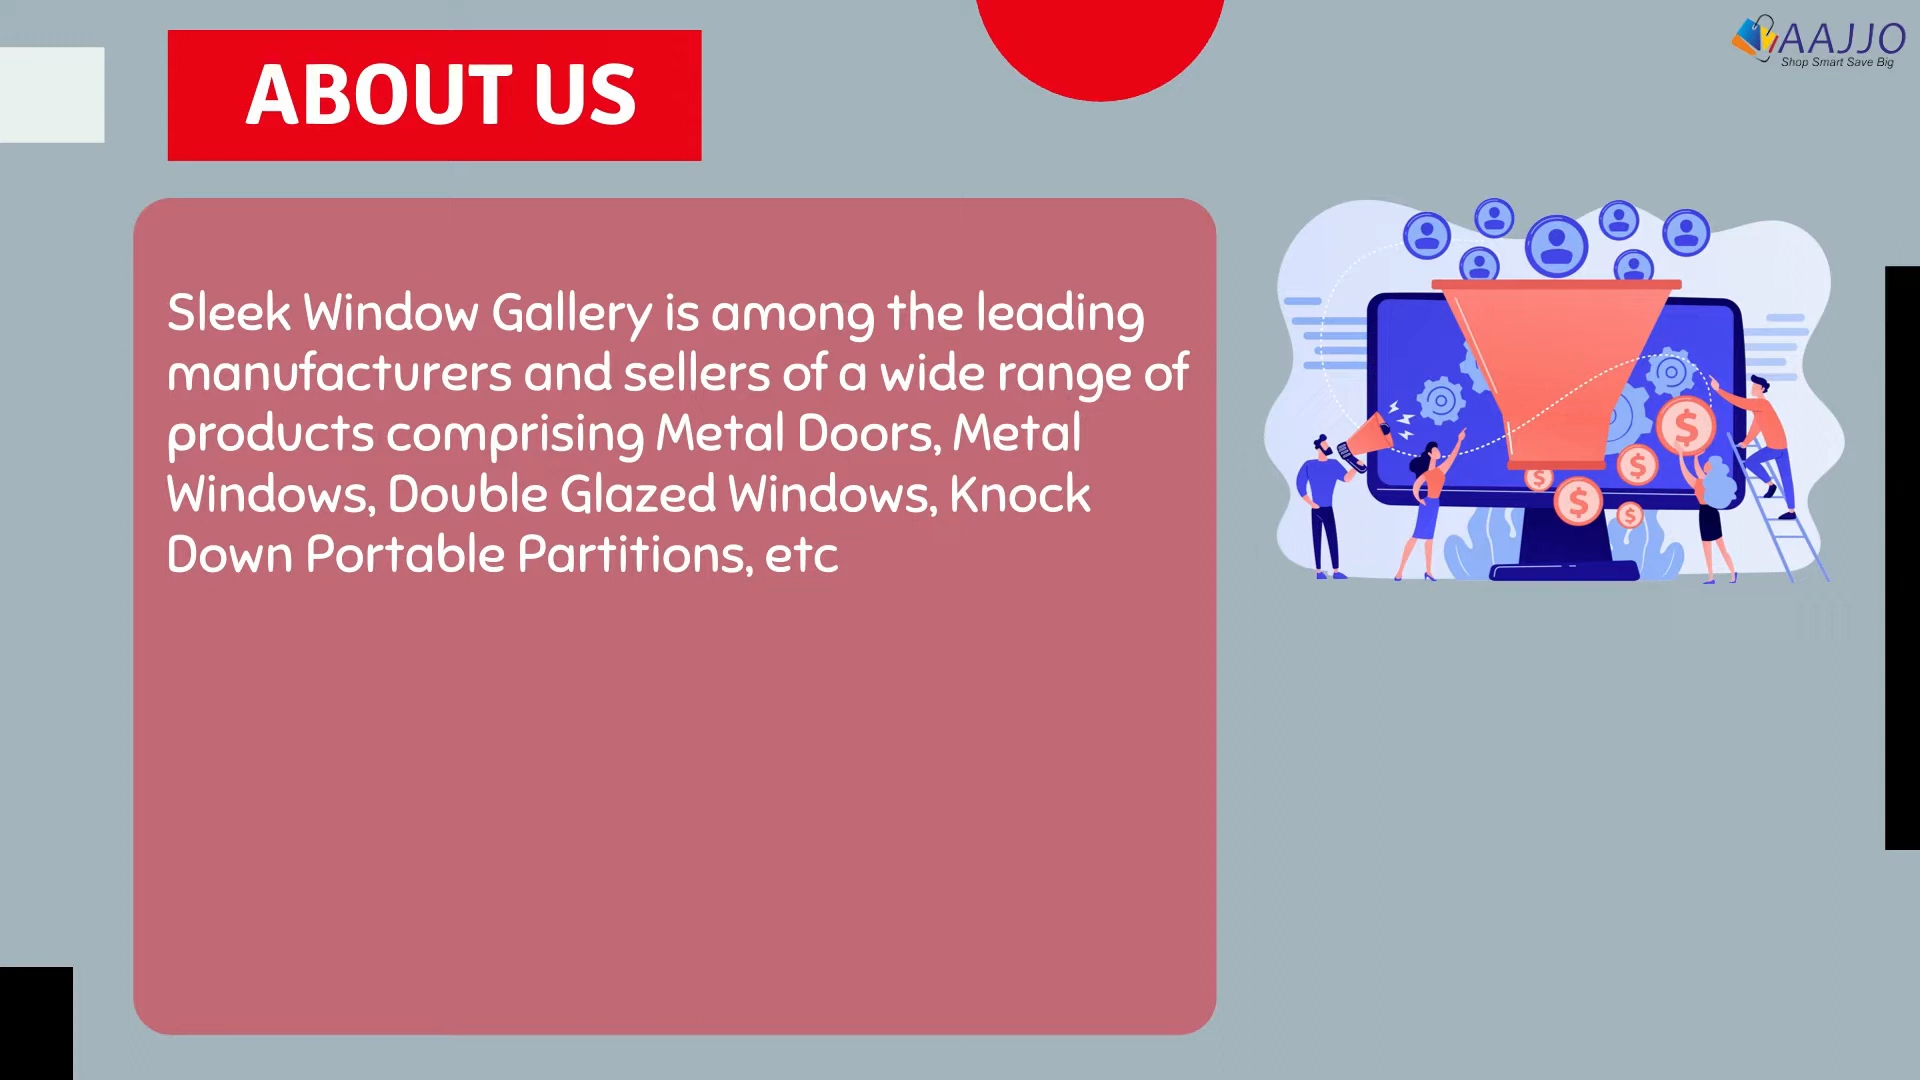 ABOUT US
AAJJO
Shop Smart Save Big
Sleek Window Gallery is among the leading
manufacturers and sellers of a wide range of
products comprising Metal Doors, Metal
Windows, Double Glazed Windows, Knock
Down Portable Partitions, etc
$
$
$
$
$